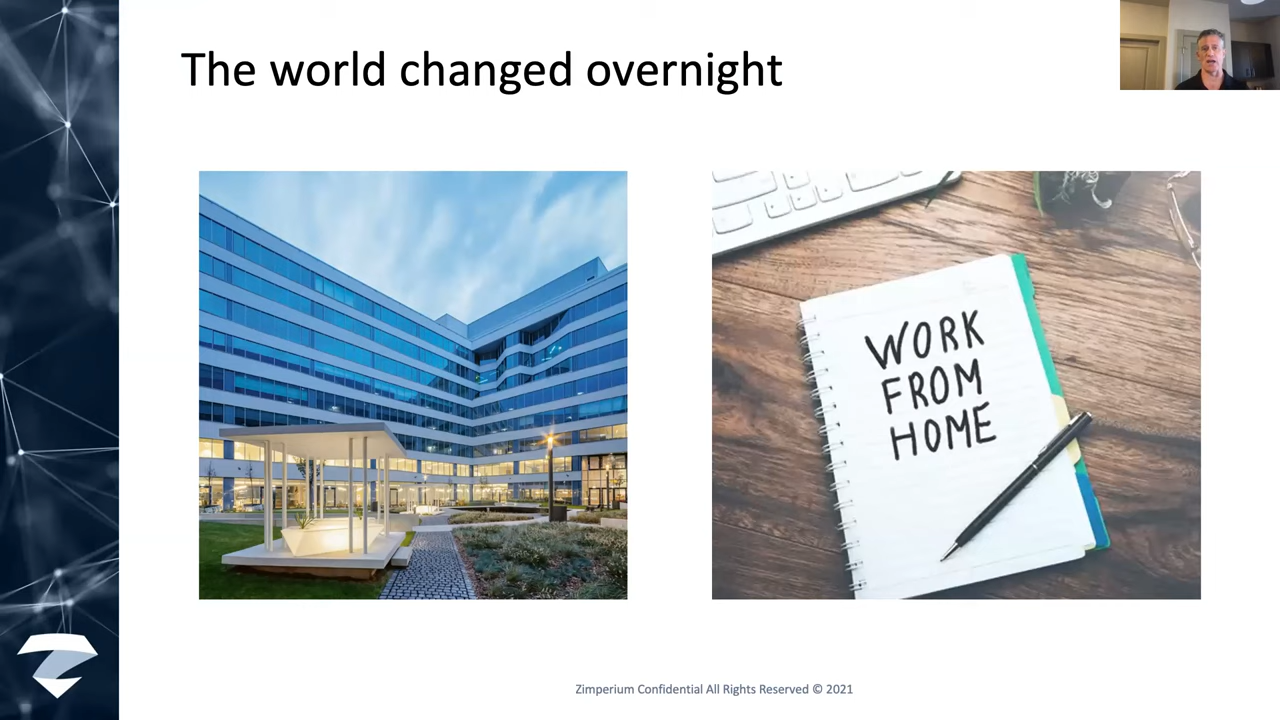 The world changed overnight
WORK
FROM
HOME
Zimperium Confidential All Rights Reserved © 2021